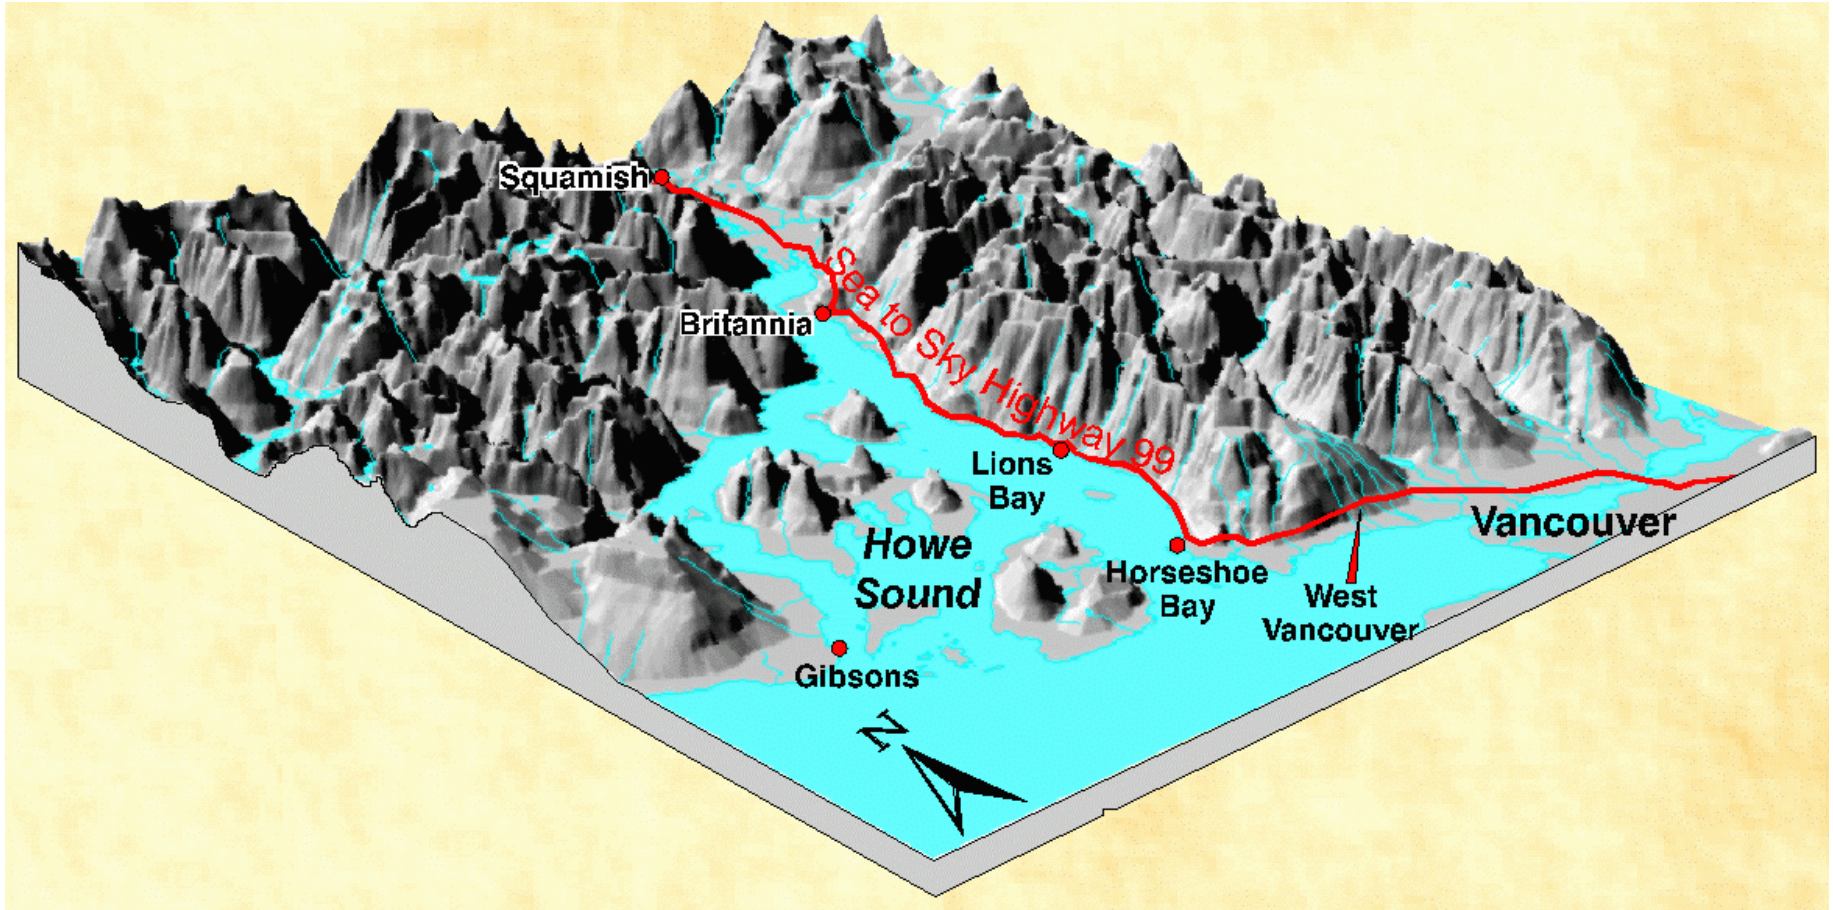 Squamish
Britannia
Sea to Sky Highway 99
Lions
Bay
Howe
Sound
Horseshoe
Bay
Vancouver
West
Vancouver
Gibsons
N